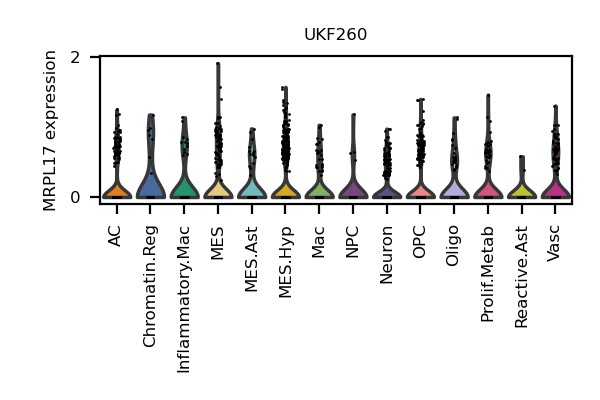 UKF260
MRPL17 expression
2
0
AC
Chromatin.Reg
Inflammatory.Mac
MES
MES.Ast
MES.Hyp
Mac
NPC
Neuron
OPC
Oligo
Prolif.Metab
Reactive.Ast
Vasc